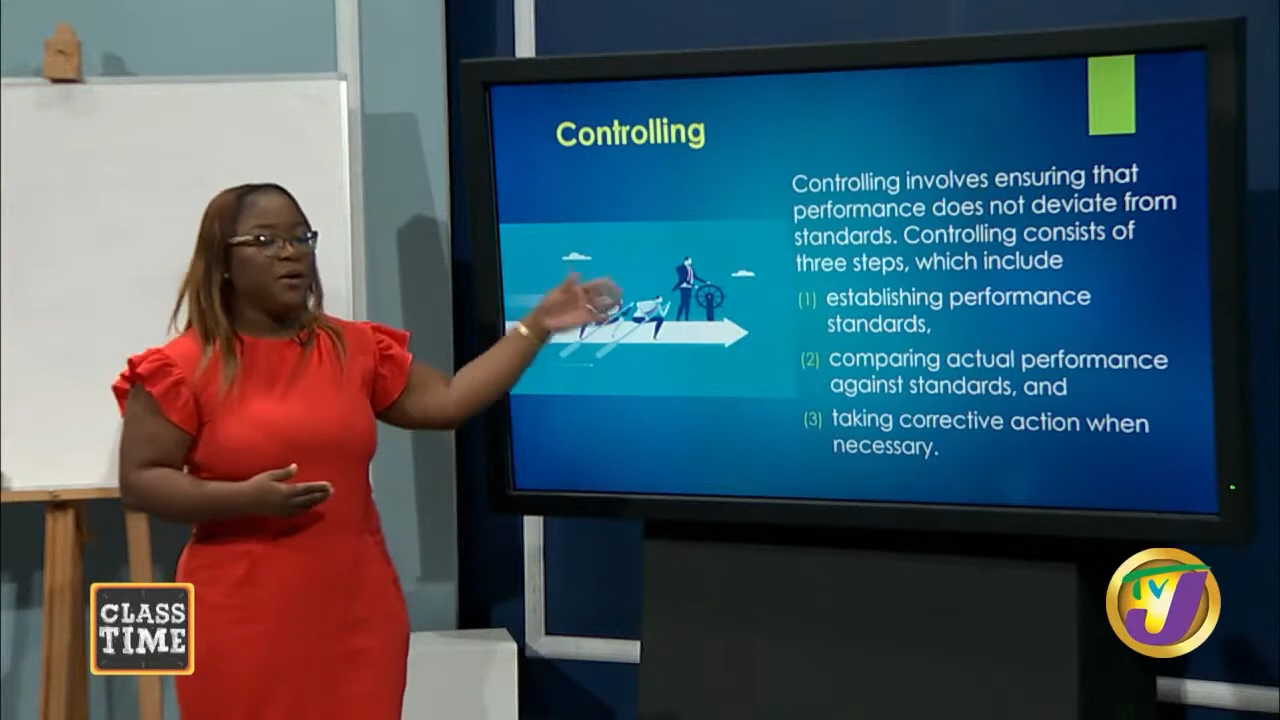 Controlling
Controlling involves ensuring that
performance does not deviate from
standards. Controlling consists of
three steps, which include
(1) establishing performance
standards,
(2) comparing actual performance
against standards, and
(3) taking corrective action when
necessary.
CLASS
TIME
TVJ